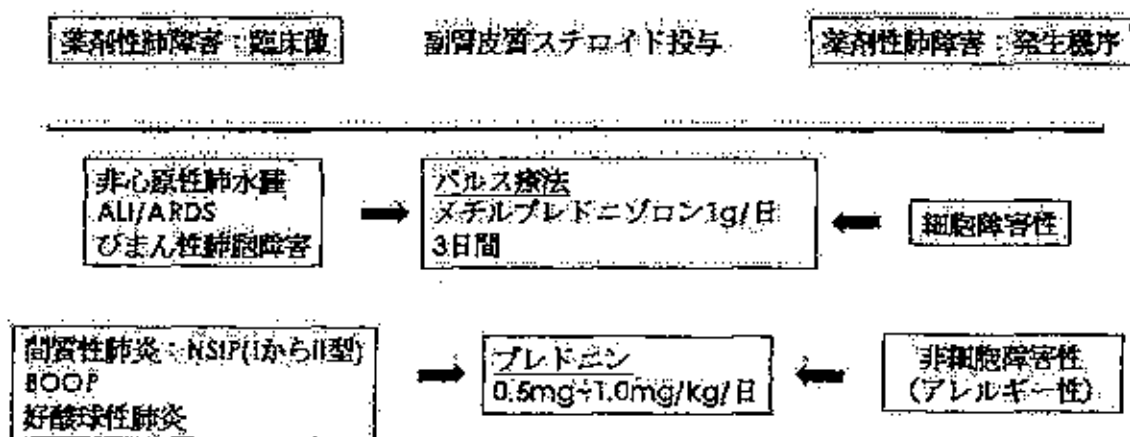 薬剤性肺障害：臨床像
副腎皮質ステロイド投与
薬剤性肺障害：発生機序
非心原性肺水腫
ALI/ARDS
びまん性肺胞障害
パルス療法
メチルプレドニゾロン1g/日
3日間
細胞障害性
間質性肺炎：NSIP(IからII型)
BOOP
好酸球性肺炎
プレドニン
0.5mg÷1.0mg/Kg/日
非細胞障害性
(アレルギー性)